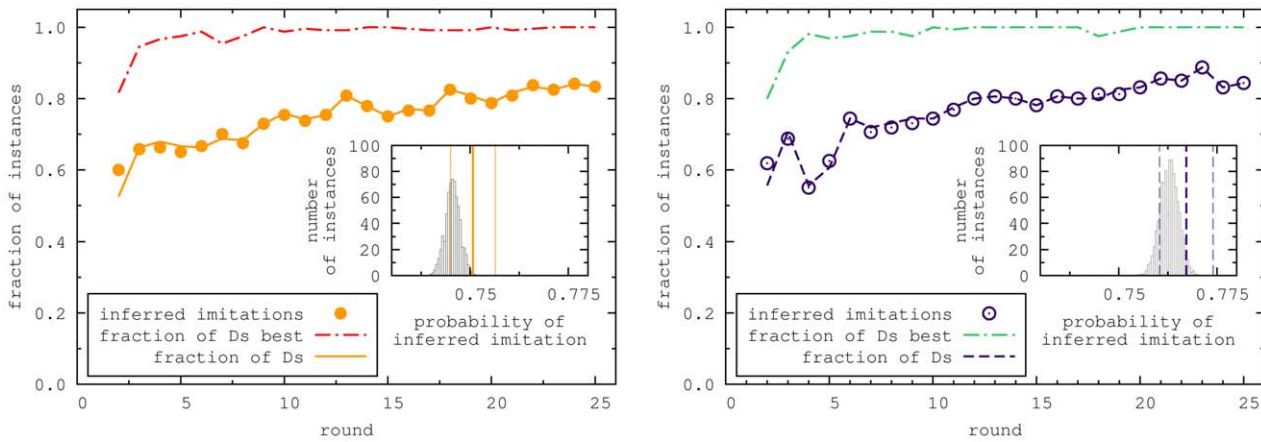 fraction of instances
1.0
0.8
0.6
0.4
0.2
0.0
0
5
10
15
20
25
round
inferred imitations
fraction of Ds best
fraction of Ds
number
of instances
100
80
60
40
20
0
0.75
0.775
probability of
inferred imitation
fraction of instances
1.0
0.8
0.6
0.4
0.2
0.0
0
5
10
15
20
25
round
inferred imitations
fraction of Ds best
fraction of Ds
number
of instances
100
80
60
40
20
0
0.75
0.775
probability of
inferred imitation